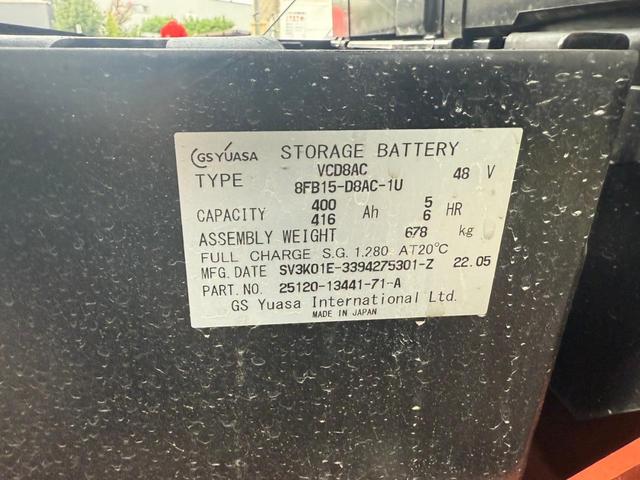 GS YUASA STORAGE BATTERY
TYPE VCD8AC 48 V
8FB15-D8AC-1U
CAPACITY 400 Ah 5 HR
416 6
ASSEMBLY WEIGHT 678 kg
FULL CHARGE S.G. 1.280 AT20℃
MFG. DATE SV3K01E-3394275301-Z 22.05
PART. NO. 25120-13441-71-A
GS Yuasa International Ltd.
MADE IN JAPAN